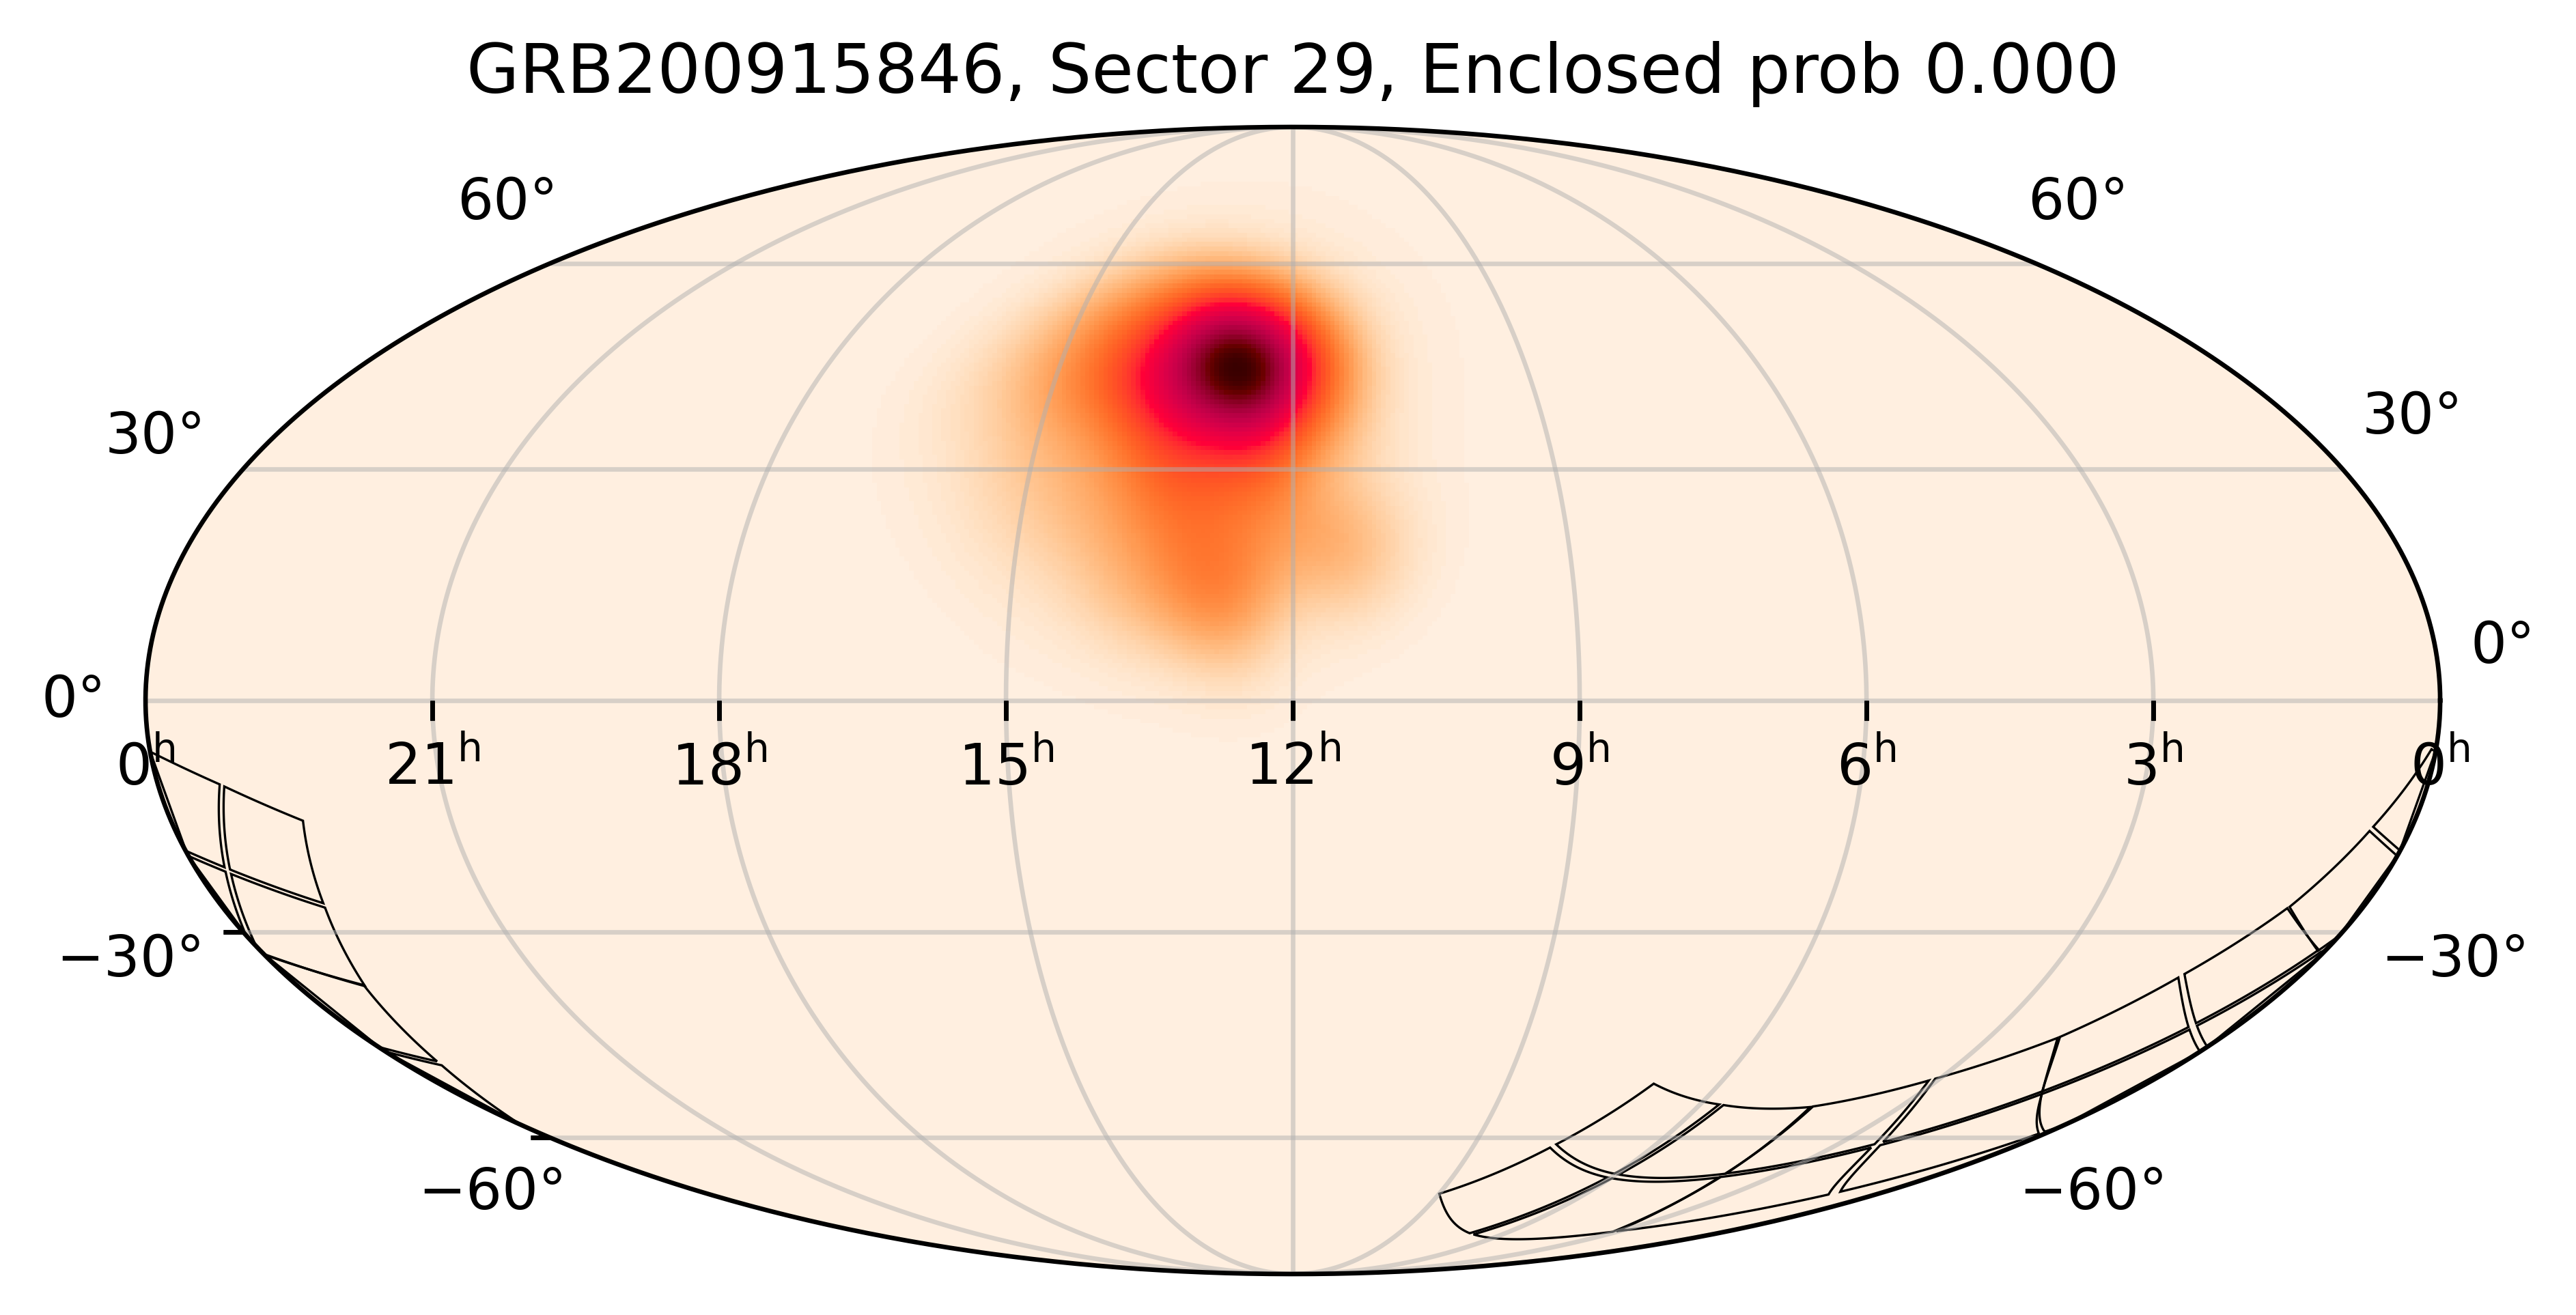 GRB200915846, Sector 29, Enclosed prob 0.000
60° 60°
30° 30°
0° 0°
0h 21h 18h 15h 12h 9h 6h 3h 0h
−30° −30°
−60° −60°